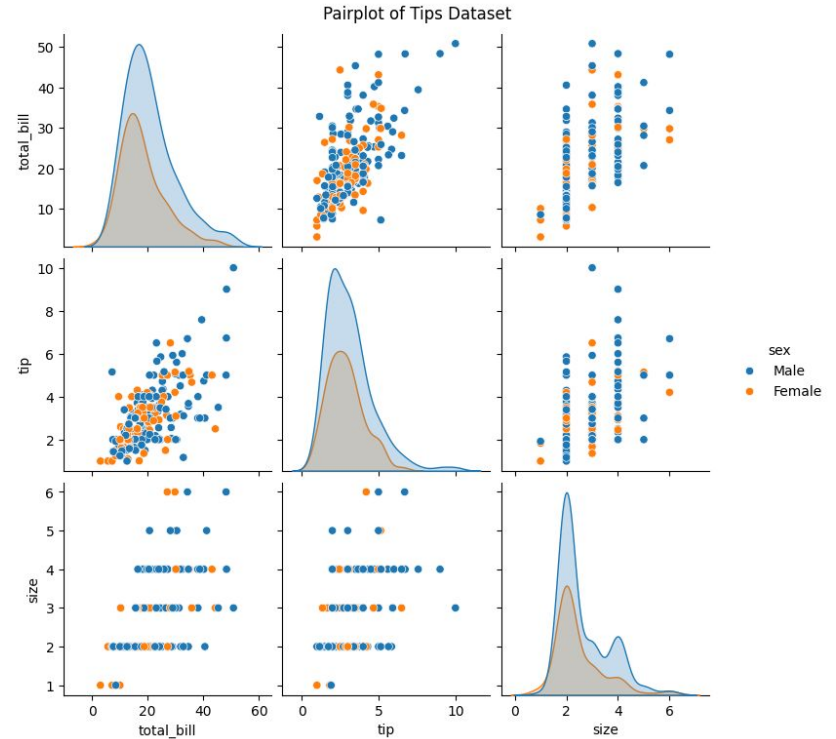 Pairplot of Tips Dataset
50
40
30
20
10
total_bill
10
8
6
4
2
tip
sex
Male
Female
6
5
4
3
2
1
size
0 20 40 60
total_bill
0 5 10
tip
0 2 4 6
size